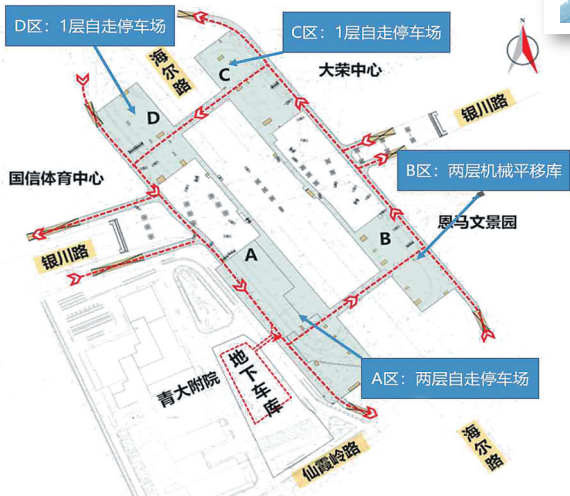 D区：1层自走停车场
C区：1层自走停车场
N
海尔路
大荣中心
C
D
银川路
国信体育中心
B区：两层机械平移库
恩马文景园
B
A
银川路
地下车库
青大附院
A区：两层自走停车场
仙霞岭路
海尔路